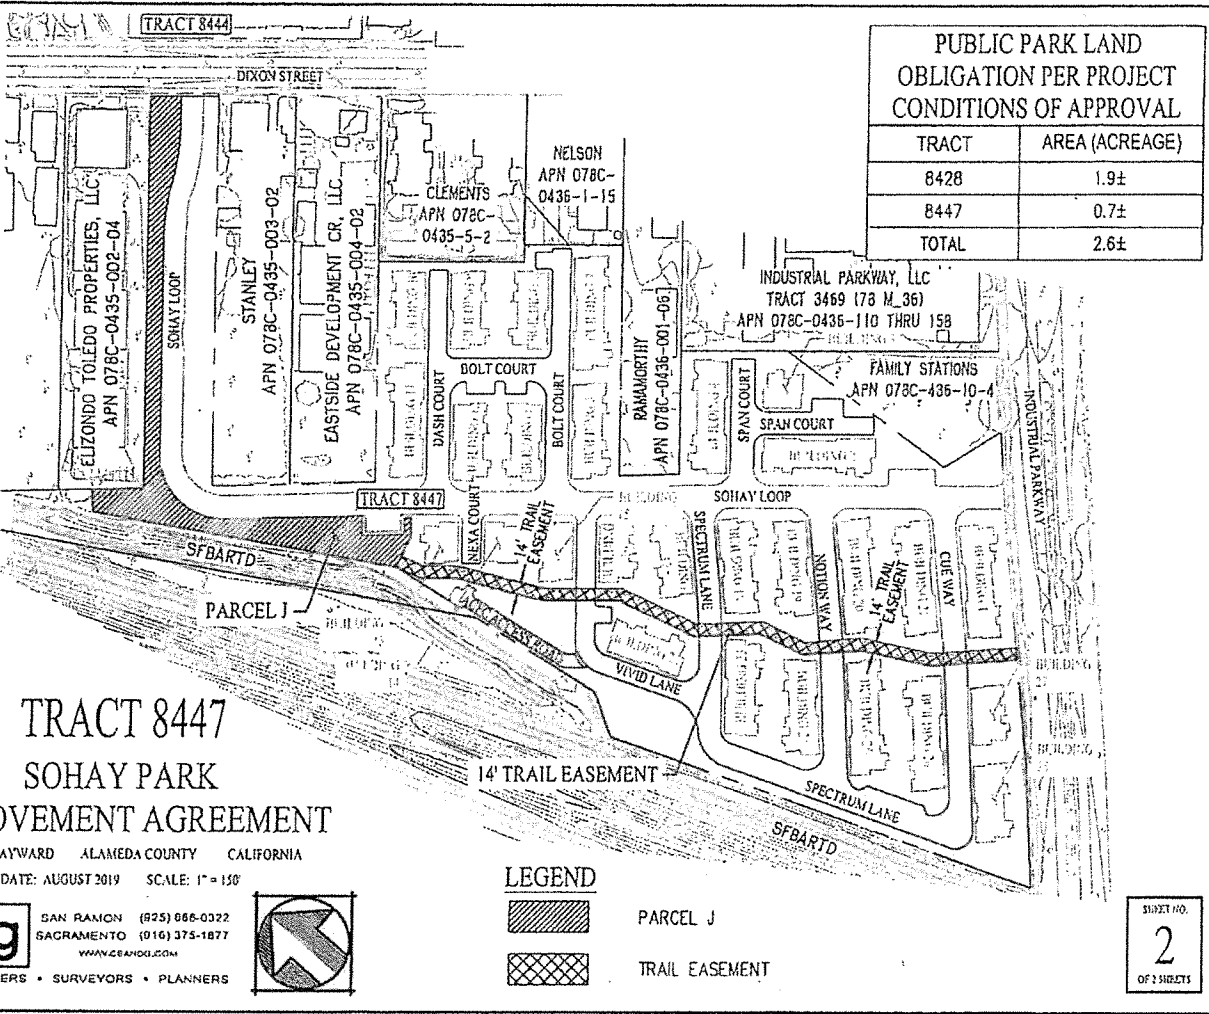 TRACT 8444
DIXON STREET
PUBLIC PARK LAND
OBLIGATION PER PROJECT
CONDITIONS OF APPROVAL
TRACT AREA (ACREAGE)
8428 1.9±
8447 0.7±
TOTAL 2.6±
ELIZONDO TOLEDO PROPERTIES, LLC
APN 078C-0435-002-04
SOHAY LOOP
STANLEY
APN 078C-0435-003-02
EASTSIDE DEVELOPMENT CR, LLC
APN 078C-0435-004-02
CLEMENTS
APN 078C-
0435-5-2
NELSON
APN 078C-
0436-1-15
RAMAMORTHY
APN 078C-0436-001-06
INDUSTRIAL PARKWAY, LLC
TRACT 3469 (78 M_36)
APN 078C-0436-110 THRU 158
FAMILY STATIONS
APN 078C-436-10-4
INDUSTRIAL PARKWAY
DASH COURT
BOLT COURT
BOLT COURT
SPAN COURT
SPAN COURT
TRACT 8447
NEXA COURT
14' TRAIL
EASEMENT
BUILDING
SOHAY LOOP
SPECTRUM LANE
CUE WAY
14' TRAIL
EASEMENT
SFBARTD
PARCEL J
VIVID LANE
14' TRAIL EASEMENT
SPECTRUM LANE
SFBARTD
BUILDING
BUILDING
TRACT 8447
SOHAY PARK
OVEMENT AGREEMENT
AYWARD ALAMEDA COUNTY CALIFORNIA
DATE: AUGUST 2019 SCALE: 1" = 150'
g
SAN RAMON (925) 866-0322
SACRAMENTO (916) 375-1877
WWW.CBANDG.COM
ERS • SURVEYORS • PLANNERS
LEGEND
PARCEL J
TRAIL EASEMENT
SHEET NO.
2
OF 2 SHEETS